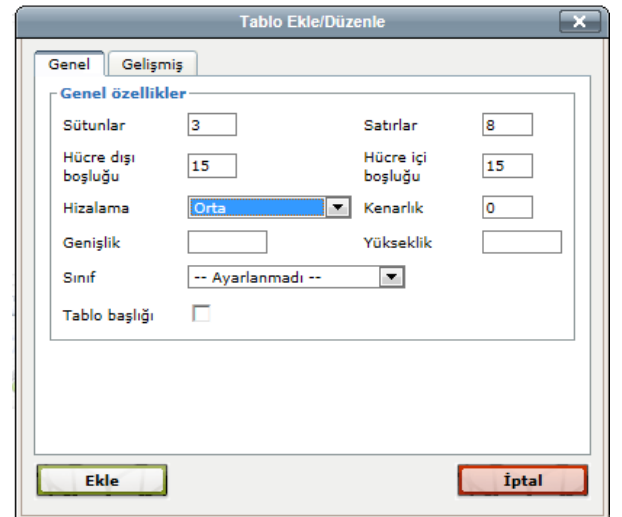 Tablo Ekle/Düzenle
Genel Gelişmiş
Genel özellikler
Sütunlar 3 Satırlar 8
Hücre dışı boşluğu 15 Hücre içi boşluğu 15
Hizalama Orta Kenarlık 0
Genişlik Yükseklik
Sınıf -- Ayarlanmadı --
Tablo başlığı
Ekle İptal